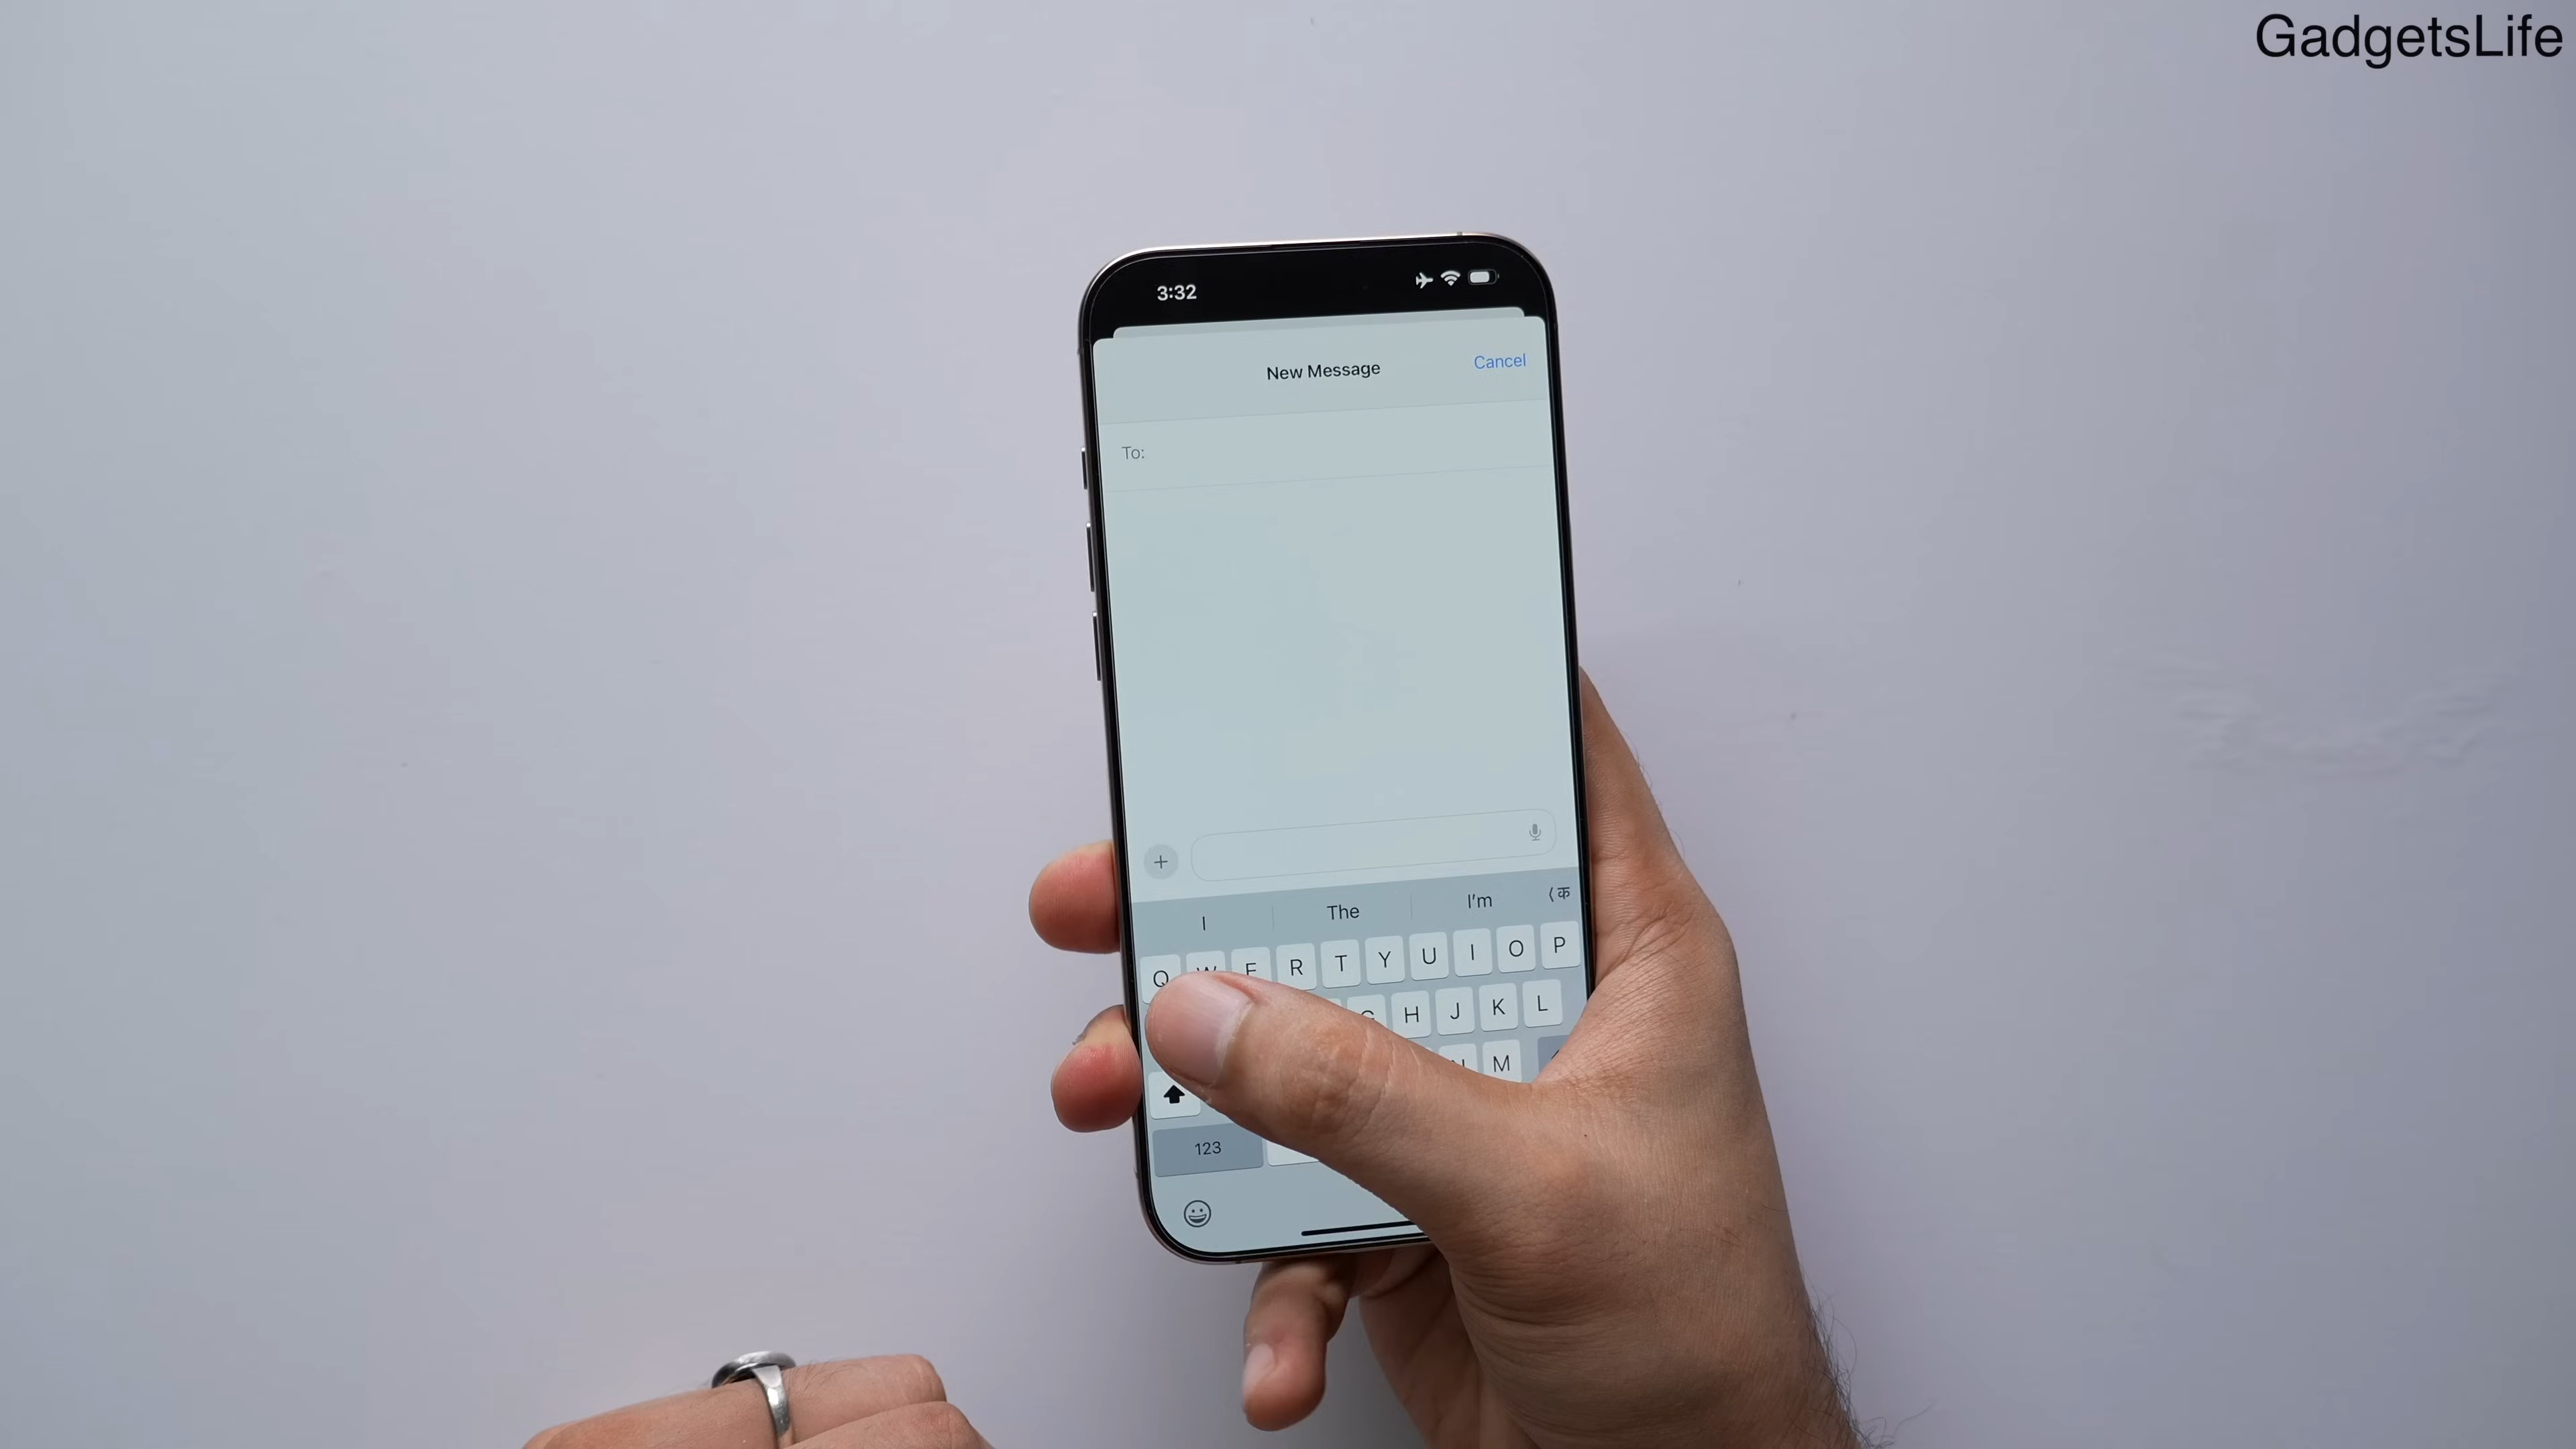 GadgetsLife
3:32
New Message
Cancel
To:
I
The
I'm
क
Q W E R T Y U I O P
G H J K L
N M
123